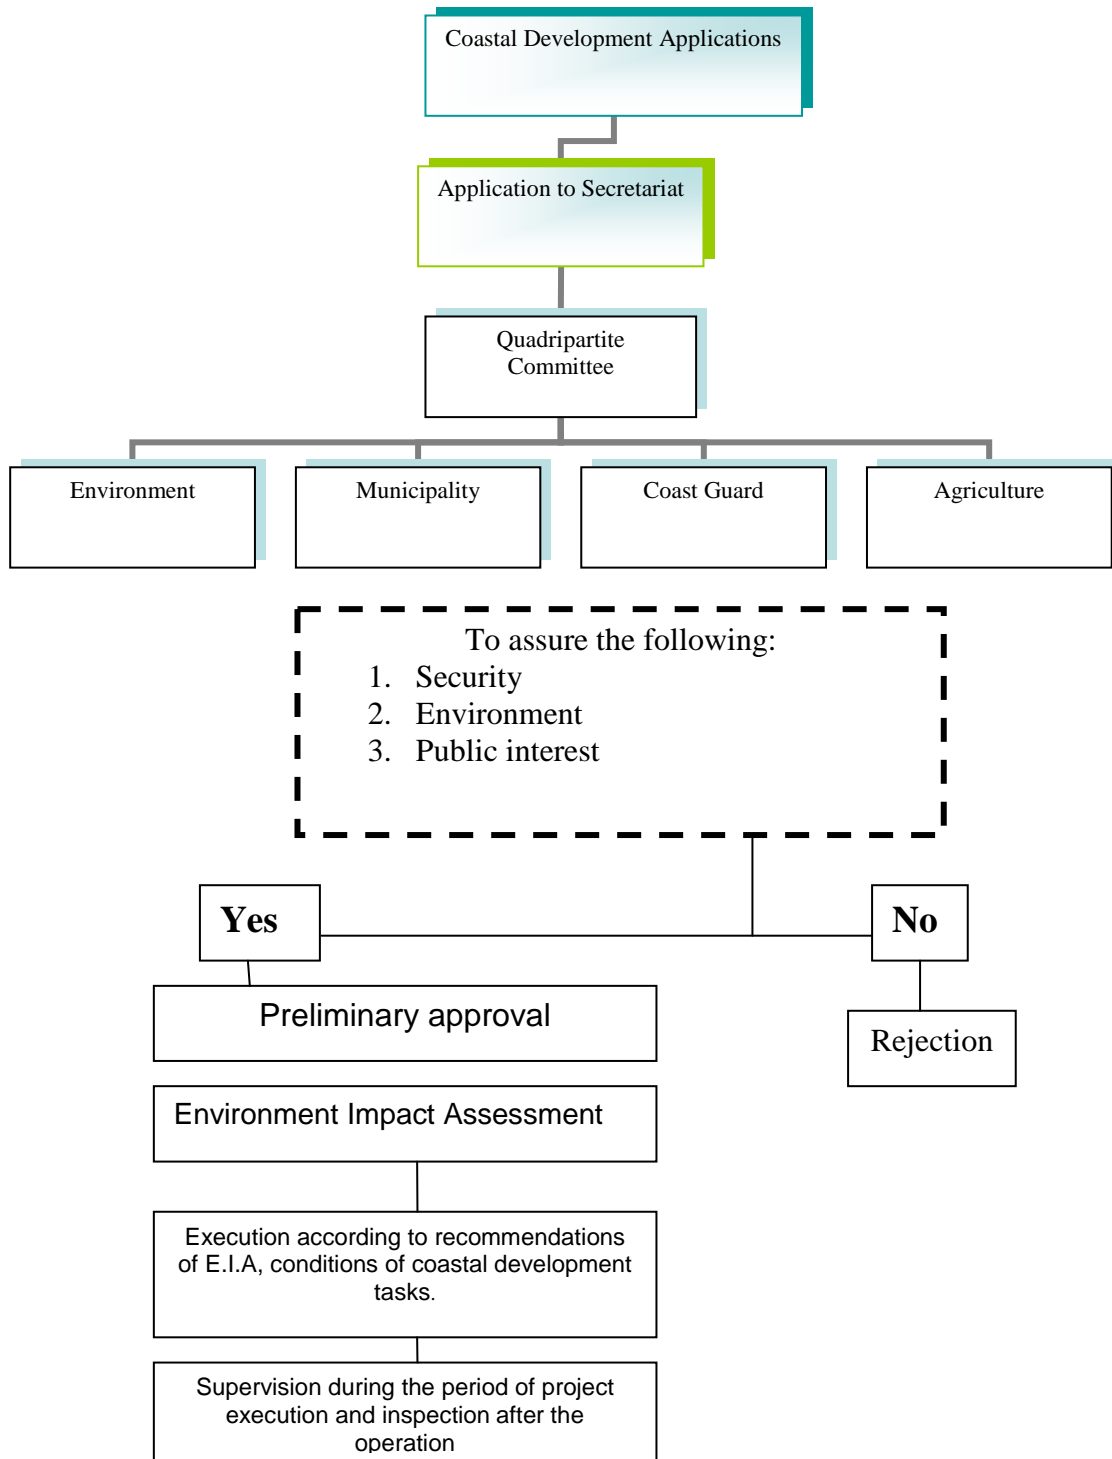 Coastal Development Applications
Application to Secretariat
Quadripartite
Committee
Environment
Municipality
Coast Guard
Agriculture
To assure the following:
1. Security
2. Environment
3. Public interest
Yes
No
Preliminary approval
Rejection
Environment Impact Assessment
Execution according to recommendations
of E.I.A, conditions of coastal development
tasks.
Supervision during the period of project
execution and inspection after the
operation